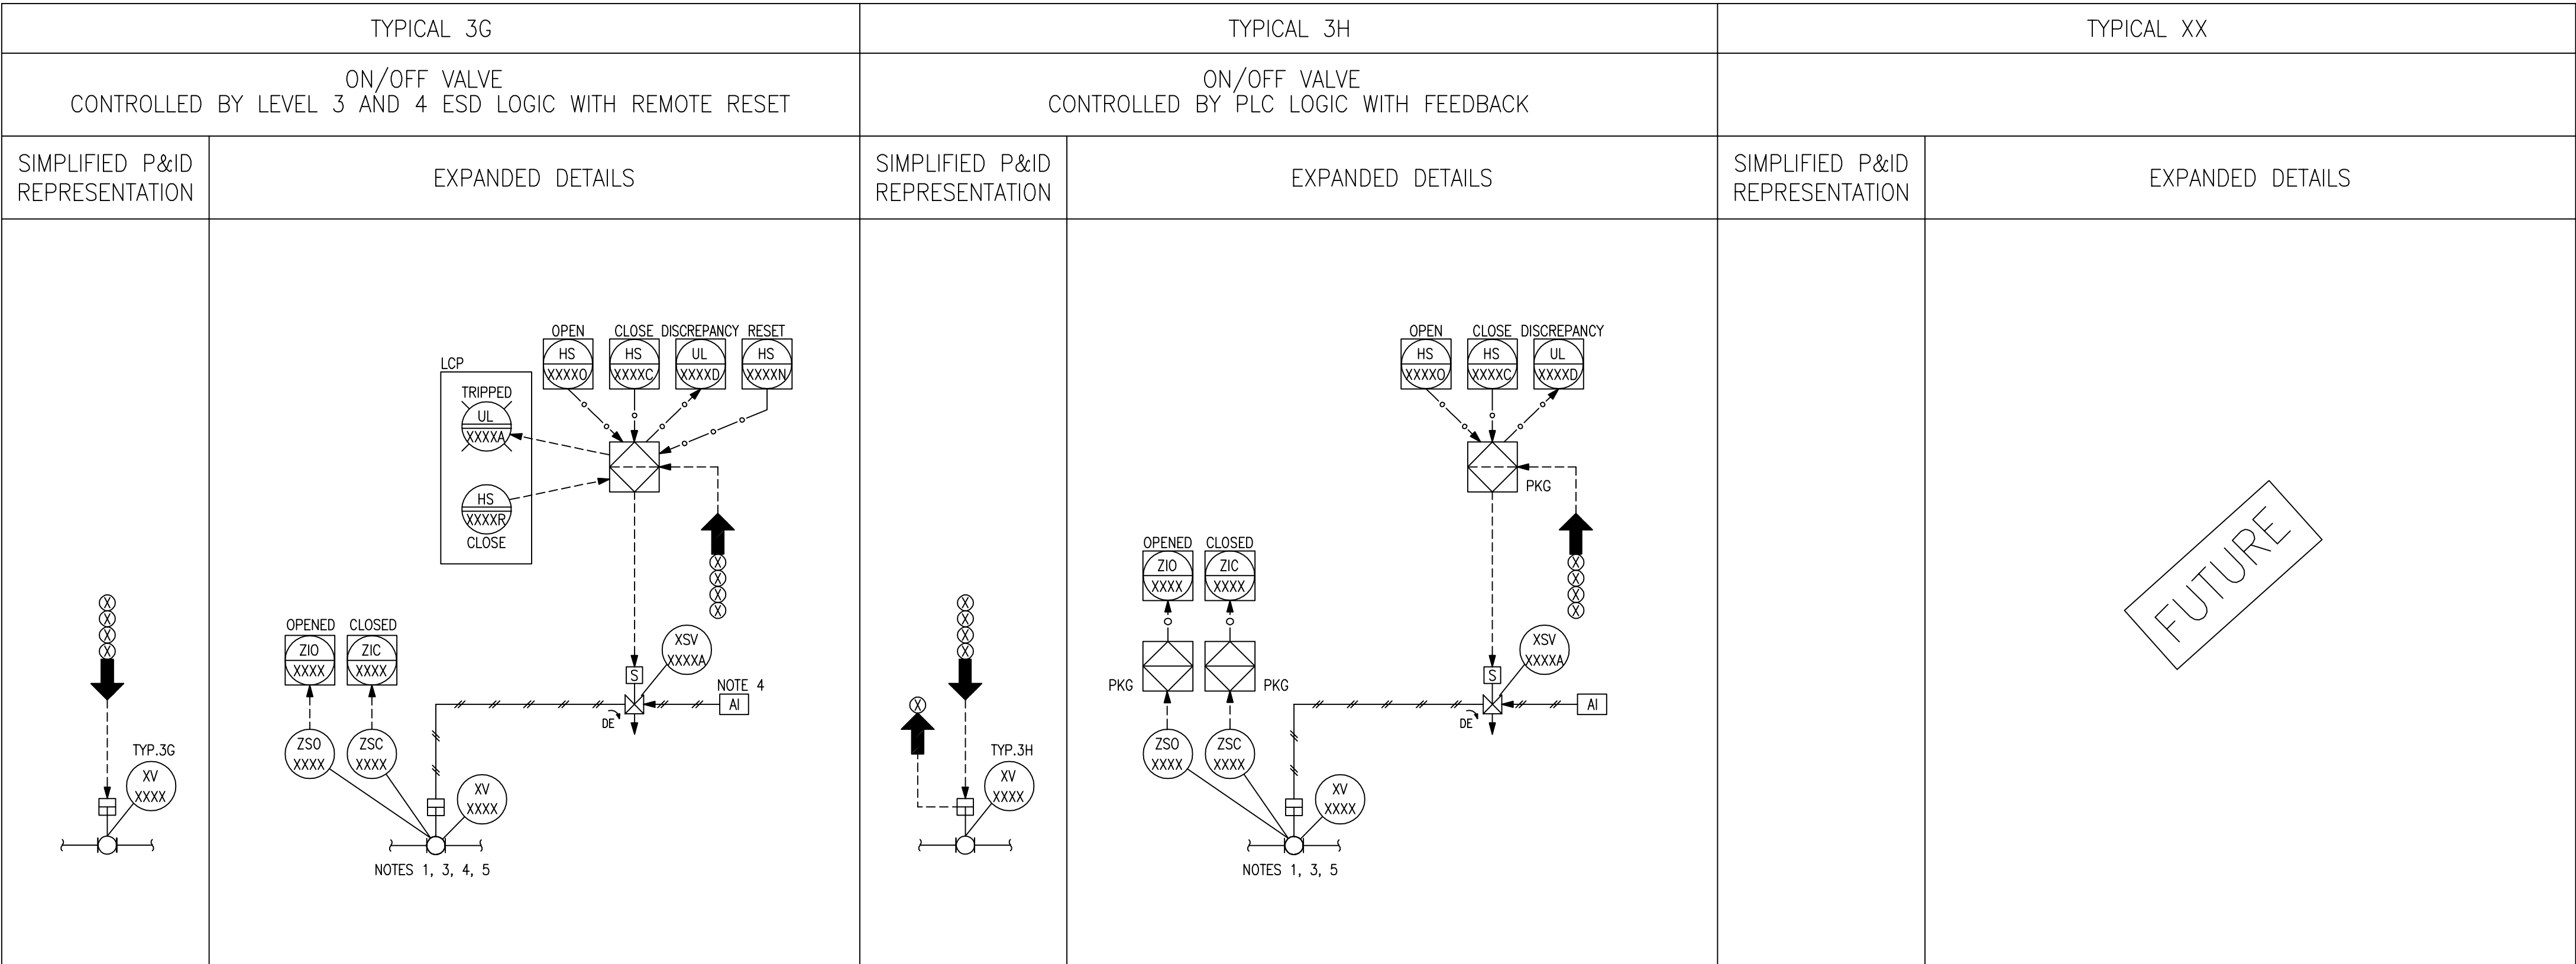 TYPICAL 3G
ON/OFF VALVE
CONTROLLED BY LEVEL 3 AND 4 ESD LOGIC WITH REMOTE RESET
SIMPLIFIED P&ID
REPRESENTATION
EXPANDED DETAILS
X
X
X
X
TYP.3G
XV
XXXX
LCP
TRIPPED
UL
XXXXA
HS
XXXXR
CLOSE
OPEN
HS
XXXXO
CLOSE
HS
XXXXC
DISCREPANCY
UL
XXXXD
RESET
HS
XXXXN
X
X
X
X
OPENED
ZIO
XXXX
CLOSED
ZIC
XXXX
XSV
XXXXA
S
NOTE 4
AI
DE
ZSO
XXXX
ZSC
XXXX
XV
XXXX
NOTES 1, 3, 4, 5
TYPICAL 3H
ON/OFF VALVE
CONTROLLED BY PLC LOGIC WITH FEEDBACK
SIMPLIFIED P&ID
REPRESENTATION
EXPANDED DETAILS
X
X
X
X
X
TYP.3H
XV
XXXX
OPEN
HS
XXXXO
CLOSE
HS
XXXXC
DISCREPANCY
UL
XXXXD
PKG
X
X
X
X
OPENED
ZIO
XXXX
CLOSED
ZIC
XXXX
PKG
PKG
XSV
XXXXA
S
AI
DE
ZSO
XXXX
ZSC
XXXX
XV
XXXX
NOTES 1, 3, 5
TYPICAL XX
SIMPLIFIED P&ID
REPRESENTATION
EXPANDED DETAILS
FUTURE